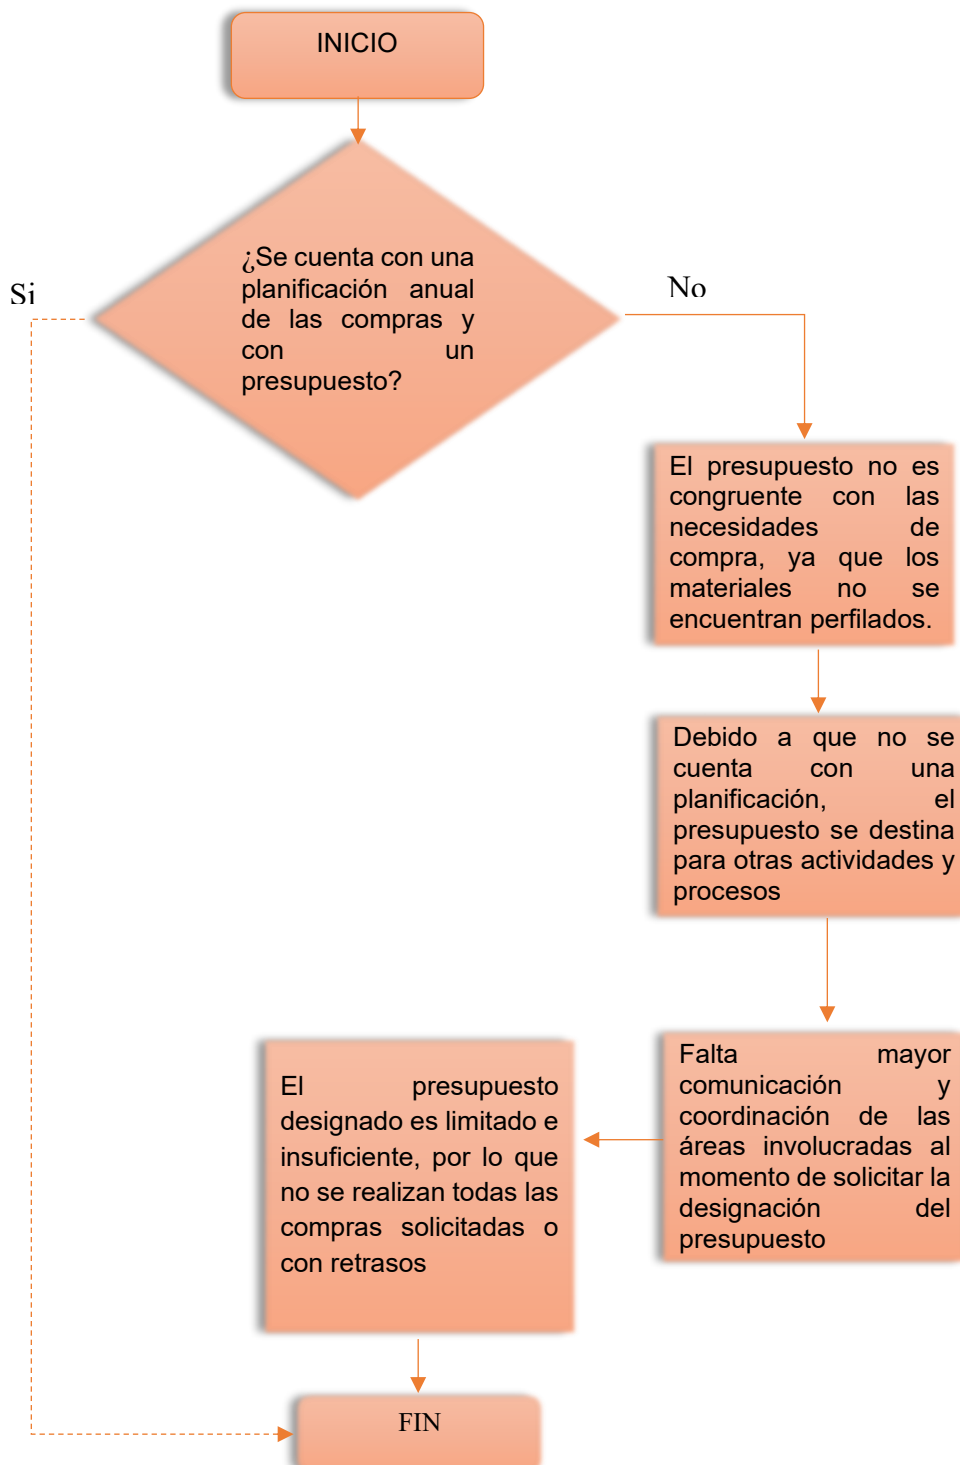 INICIO
¿Se cuenta con una
planificación anual
de las compras y
con un
presupuesto?
Si
No
El presupuesto no es
congruente con las
necesidades de
compra, ya que los
materiales no se
encuentran perfilados.
Debido a que no se
cuenta con una
planificación, el
presupuesto se destina
para otras actividades y
procesos
Falta mayor
comunicación y
coordinación de las
áreas involucradas al
momento de solicitar la
designación del
presupuesto
El presupuesto
designado es limitado e
insuficiente, por lo que
no se realizan todas las
compras solicitadas o
con retrasos
FIN